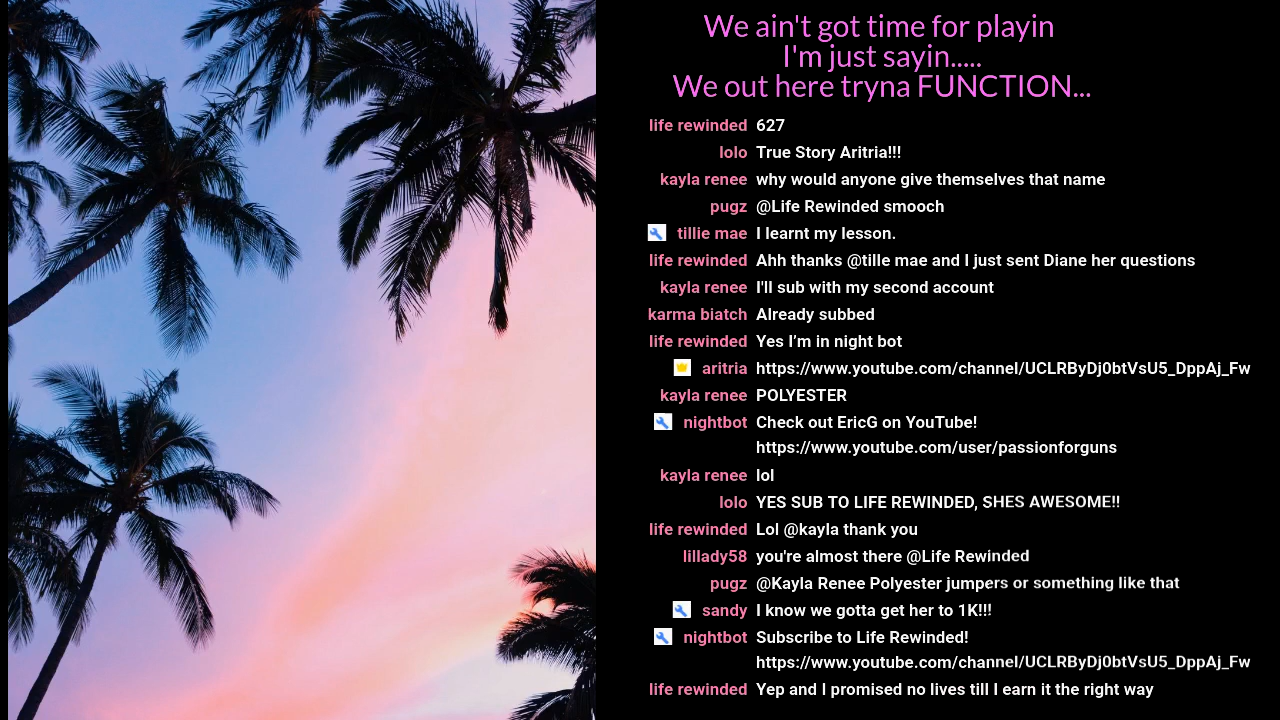 We ain't got time for playin
I'm just sayin.....
We out here tryna FUNCTION...
life rewinded 627
lolo True Story Aritria!!!
kayla renee why would anyone give themselves that name
pugz @Life Rewinded smooch
tillie mae I learnt my lesson.
life rewinded Ahh thanks @tille mae and I just sent Diane her questions
kayla renee I'll sub with my second account
karma biatch Already subbed
life rewinded Yes I’m in night bot
aritria https://www.youtube.com/channel/UCLRByDj0btVsU5_DppAj_Fw
kayla renee POLYESTER
nightbot Check out EricG on YouTube!
https://www.youtube.com/user/passionforguns
kayla renee lol
lolo YES SUB TO LIFE REWINDED, SHES AWESOME!!
life rewinded Lol @kayla thank you
lillady58 you're almost there @Life Rewinded
pugz @Kayla Renee Polyester jumpers or something like that
sandy I know we gotta get her to 1K!!!
nightbot Subscribe to Life Rewinded!
https://www.youtube.com/channel/UCLRByDj0btVsU5_DppAj_Fw
life rewinded Yep and I promised no lives till I earn it the right way